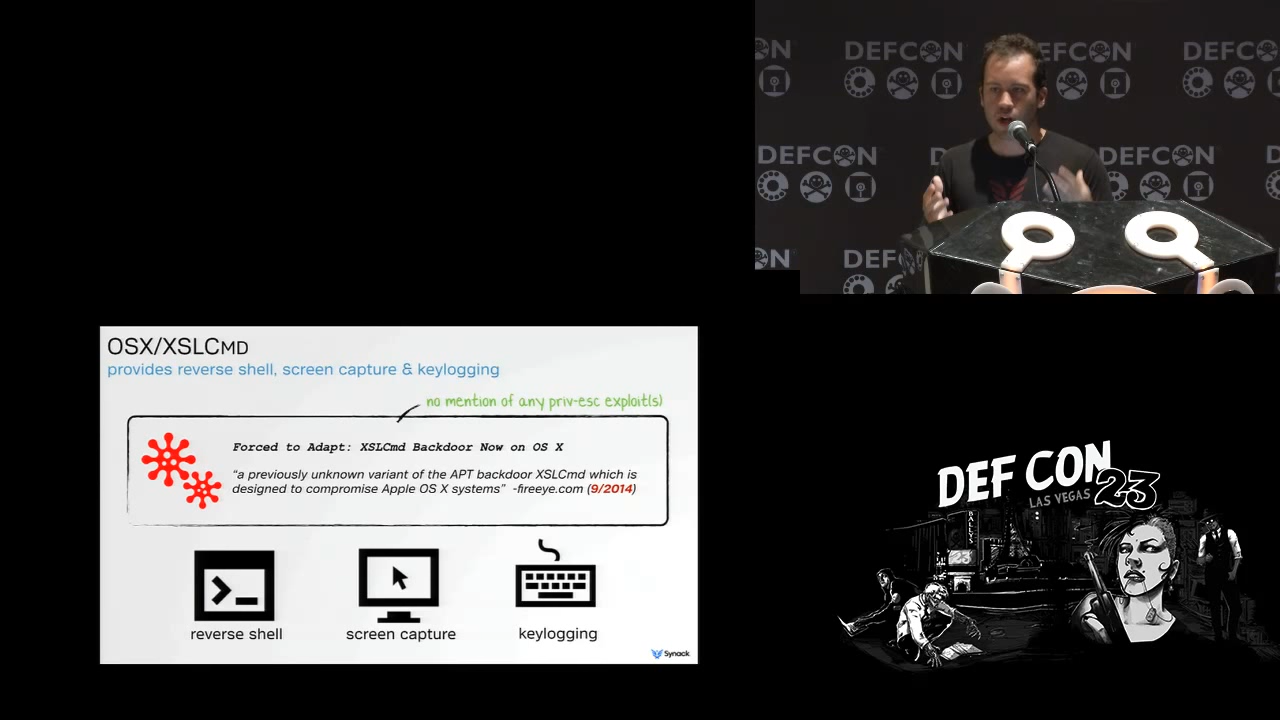 DEFCON
DEFCON
DEFCON
DEFCON
OSX/XSLCMD
provides reverse shell, screen capture & keylogging
no mention of any priv-esc exploit(s)
Forced to Adapt: XSLCmd Backdoor Now on OS X
"a previously unknown variant of the APT backdoor XSLCmd which is
designed to compromise Apple OS X systems" -fireeye.com (9/2014)
reverse shell
screen capture
keylogging
Synack
DEF CON 23
LAS VEGAS
BALLYS